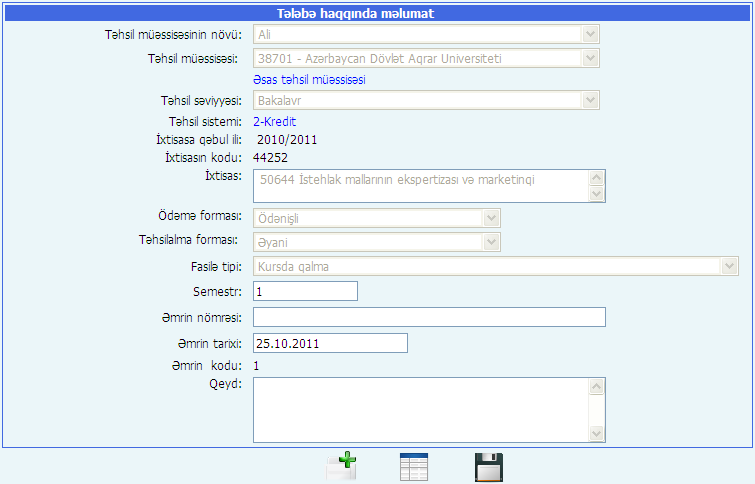 Tələbə haqqında məlumat
Təhsil müəssisəsinin növü: Ali
Təhsil müəssisəsi: 38701 - Azərbaycan Dövlət Aqrar Universiteti
Əsas təhsil müəssisəsi
Təhsil səviyyəsi: Bakalavr
Təhsil sistemi: 2-Kredit
İxtisasa qəbul ili: 2010/2011
İxtisasın kodu: 44252
İxtisas: 50644 İstehlak mallarının ekspertizası və marketinqi
Ödəmə forması: Ödənişli
Təhsilalma forması: Əyani
Fasilə tipi: Kursda qalma
Semestr: 1
Əmrin nömrəsi:
Əmrin tarixi: 25.10.2011
Əmrin kodu: 1
Qeyd: